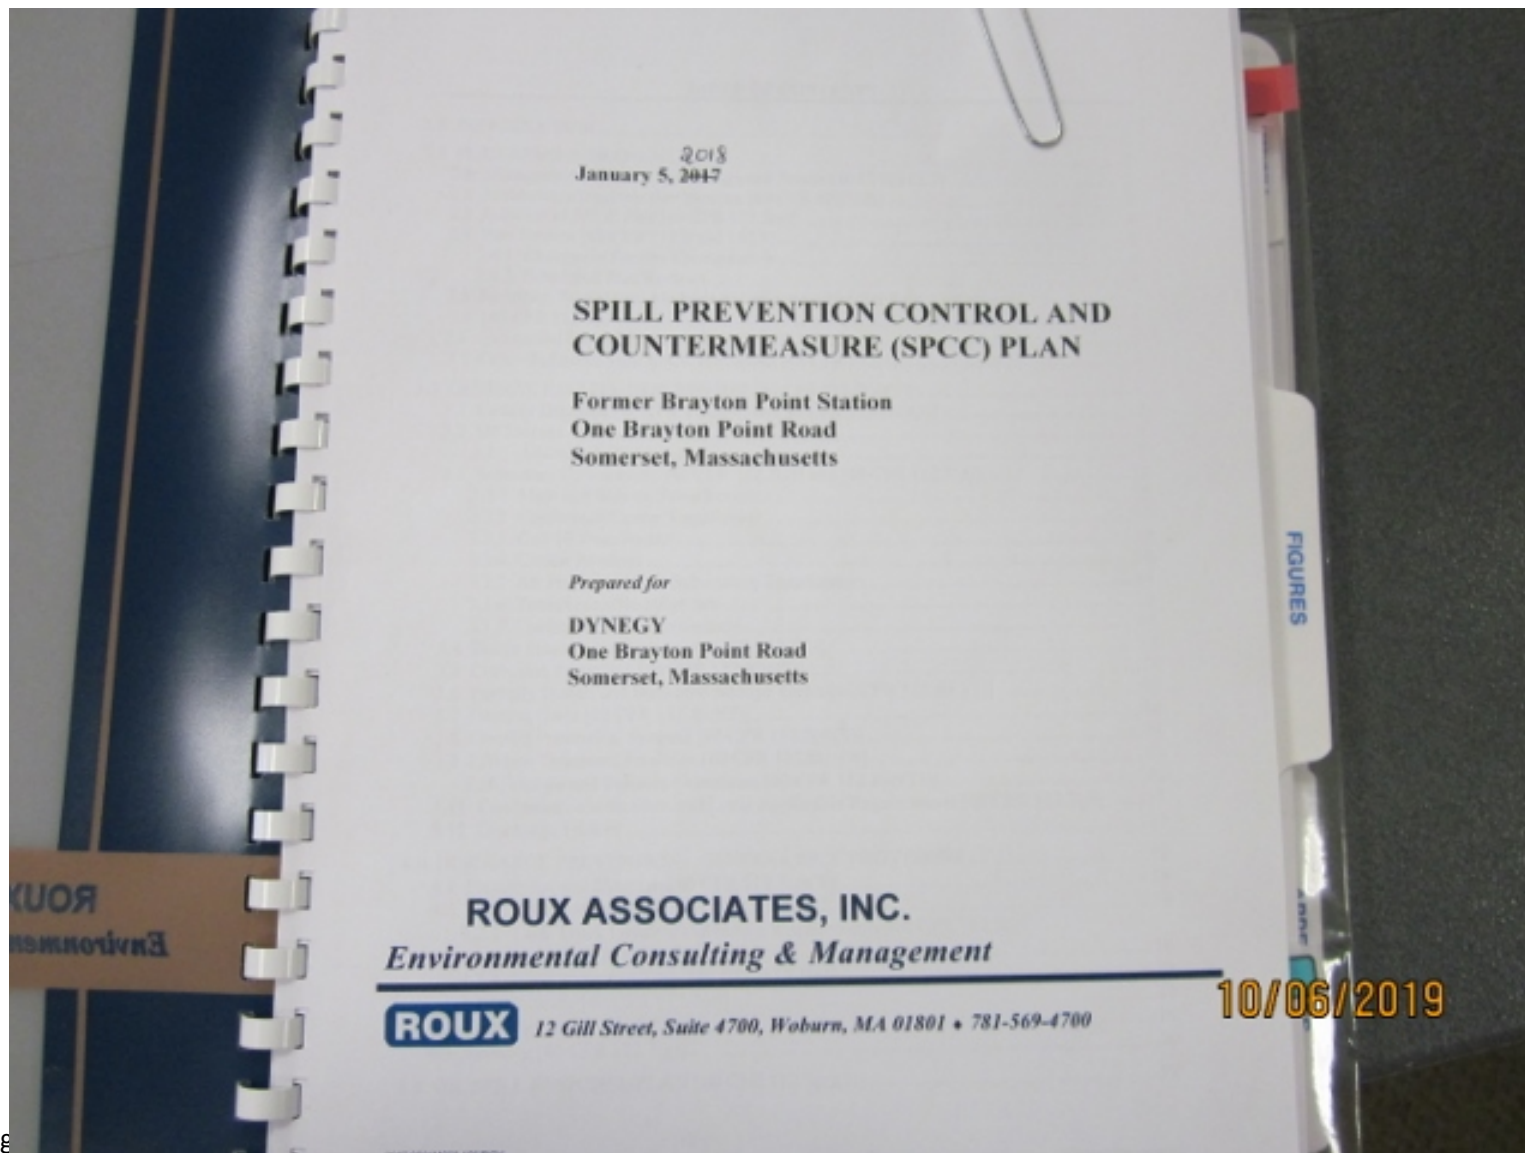 2018
January 5, 2017
SPILL PREVENTION CONTROL AND
COUNTERMEASURE (SPCC) PLAN
Former Brayton Point Station
One Brayton Point Road
Somerset, Massachusetts
Prepared for
DYNEGY
One Brayton Point Road
Somerset, Massachusetts
ROUX ASSOCIATES, INC.
Environmental Consulting & Management
ROUX 12 Gill Street, Suite 4700, Woburn, MA 01801 ♦ 781-569-4700
FIGURES
ROUX
10/06/2019